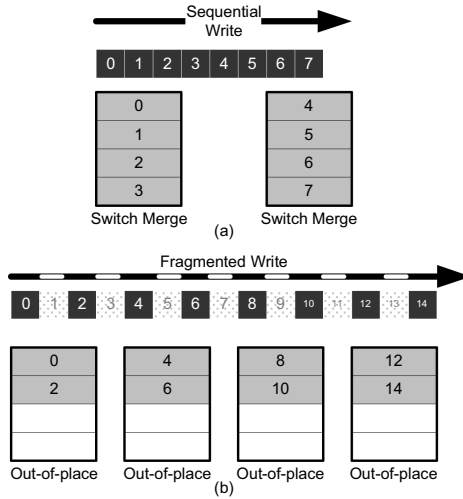 Sequential
Write
0 1 2 3 4 5 6 7
0 4
1 5
2 6
3 7
Switch Merge Switch Merge
(a)
Fragmented Write
0 1 2 3 4 5 6 7 8 9 10 11 12 13 14
0 4 8 12
2 6 10 14
Out-of-place Out-of-place Out-of-place Out-of-place
(b)